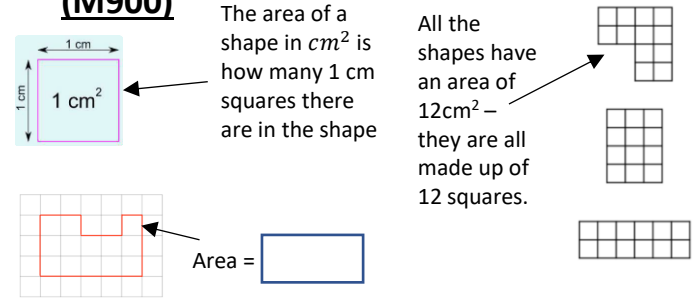 (M900)
The area of a
shape in cm² is
how many 1 cm
squares there
are in the shape
1 cm
1 cm
1 cm²
All the
shapes have
an area of
12cm² –
they are all
made up of
12 squares.
Area =